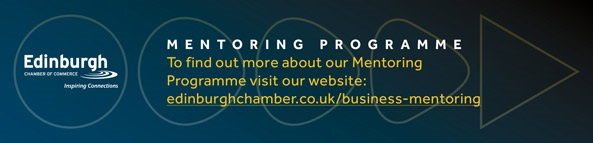 Edinburgh
CHAMBER OF COMMERCE
Inspiring Connections
MENTORING PROGRAMME
To find out more about our Mentoring
Programme visit our website:
edinburghchamber.co.uk/business-mentoring